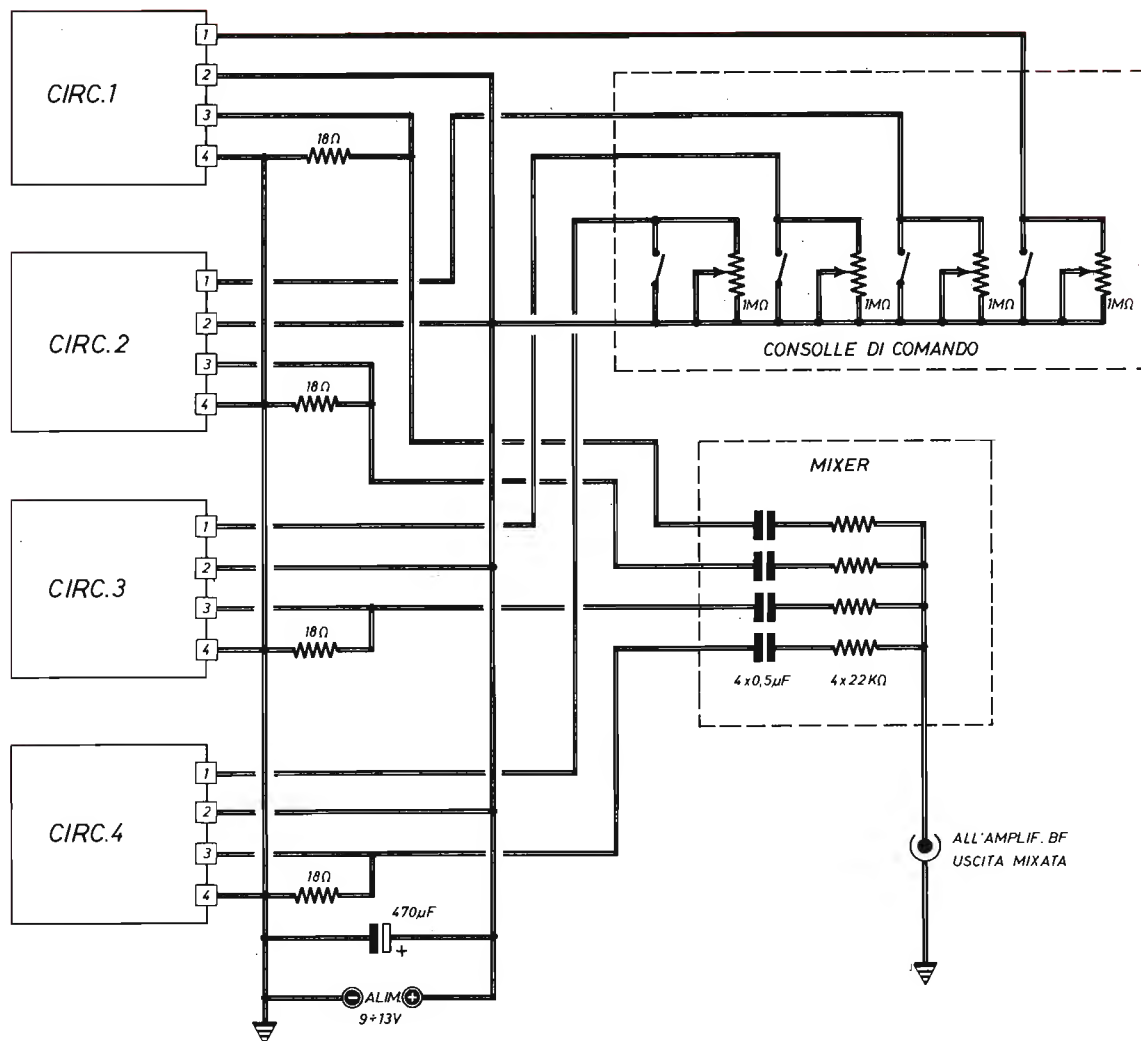 1
2
CIRC.1
3
4
18Ω
1
2
CIRC.2
3
4
18Ω
1MΩ
1MΩ
1MΩ
1MΩ
CONSOLLE DI COMANDO
MIXER
1
2
CIRC.3
3
4
18Ω
4x0,5µF
4x22KΩ
1
2
CIRC.4
3
4
18Ω
470µF
+
ALL'AMPLIF. BF
USCITA MIXATA
- ALIM. +
9÷13V